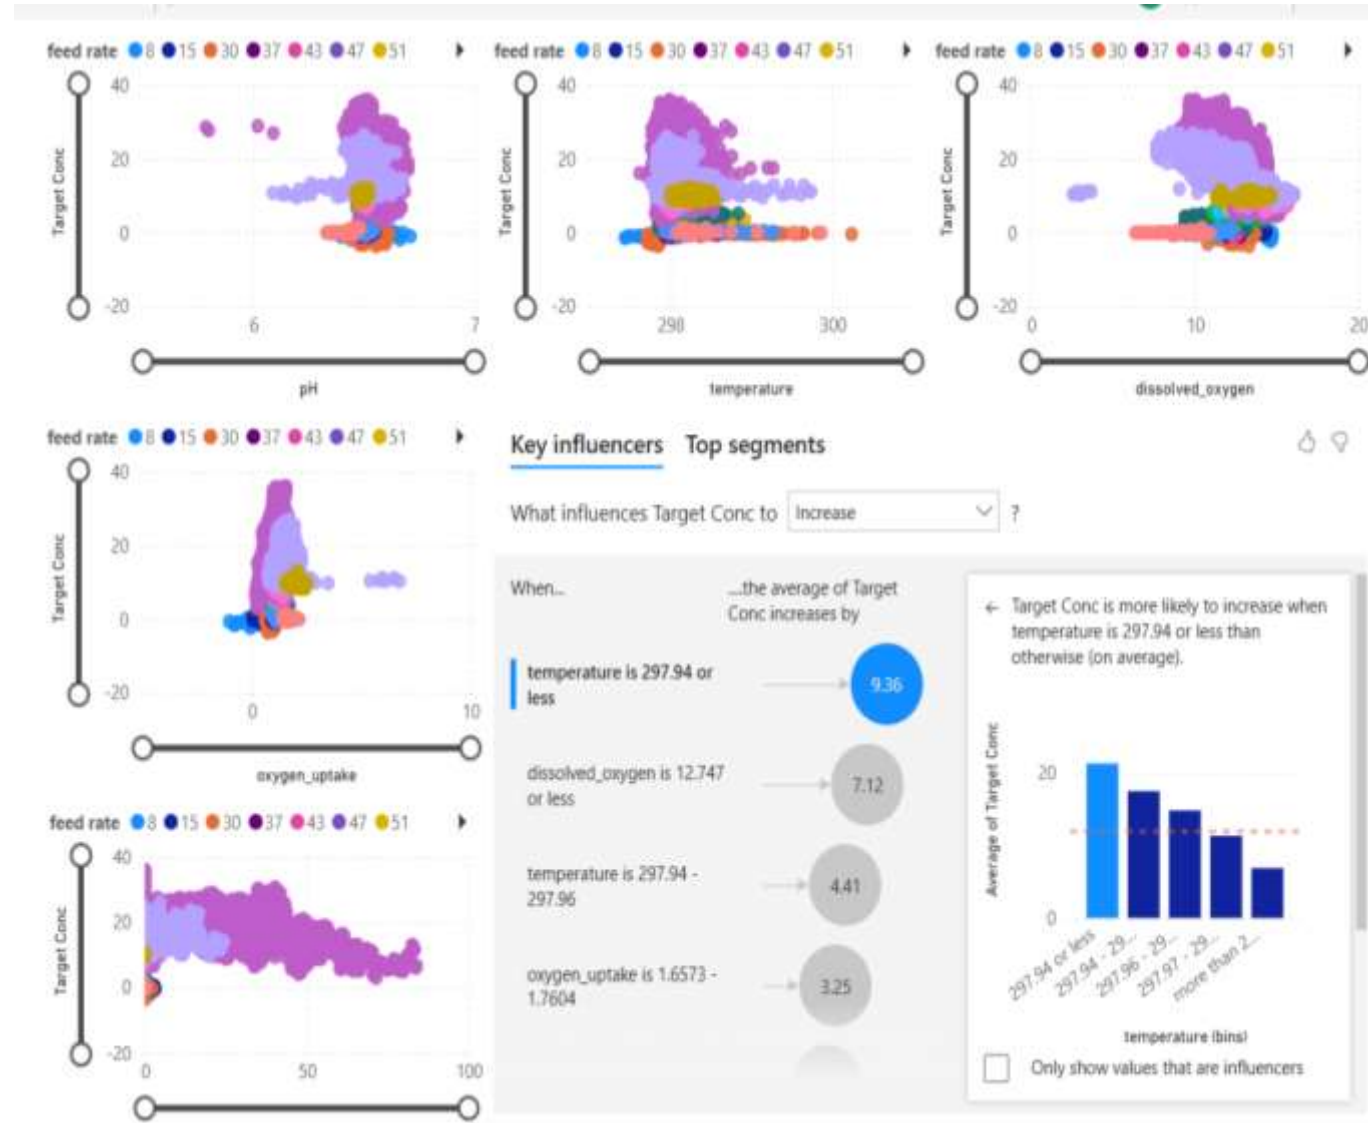 feed rate 8 15 30 37 43 47 51
40
20
0
-20
Target Conc
6 7
pH
feed rate 8 15 30 37 43 47 51
40
20
0
-20
Target Conc
298 300
temperature
feed rate 8 15 30 37 43 47 51
40
20
0
-20
Target Conc
0 10 20
dissolved_oxygen
feed rate 8 15 30 37 43 47 51
40
20
0
-20
Target Conc
0 10
oxygen_uptake
feed rate 8 15 30 37 43 47 51
40
20
0
-20
Target Conc
0 50 100
Key influencers Top segments
What influences Target Conc to Increase ?
When...
...the average of Target
Conc increases by
temperature is 297.94 or
less
9.36
dissolved_oxygen is 12.747
or less
7.12
temperature is 297.94 -
297.96
4.41
oxygen_uptake is 1.6573 -
1.7604
3.25
← Target Conc is more likely to increase when
temperature is 297.94 or less than
otherwise (on average).
Average of Target Conc
20
0
297.94 or less
297.94 - 29...
297.96 - 29...
297.97 - 29...
more than 2...
temperature (bins)
Only show values that are influencers